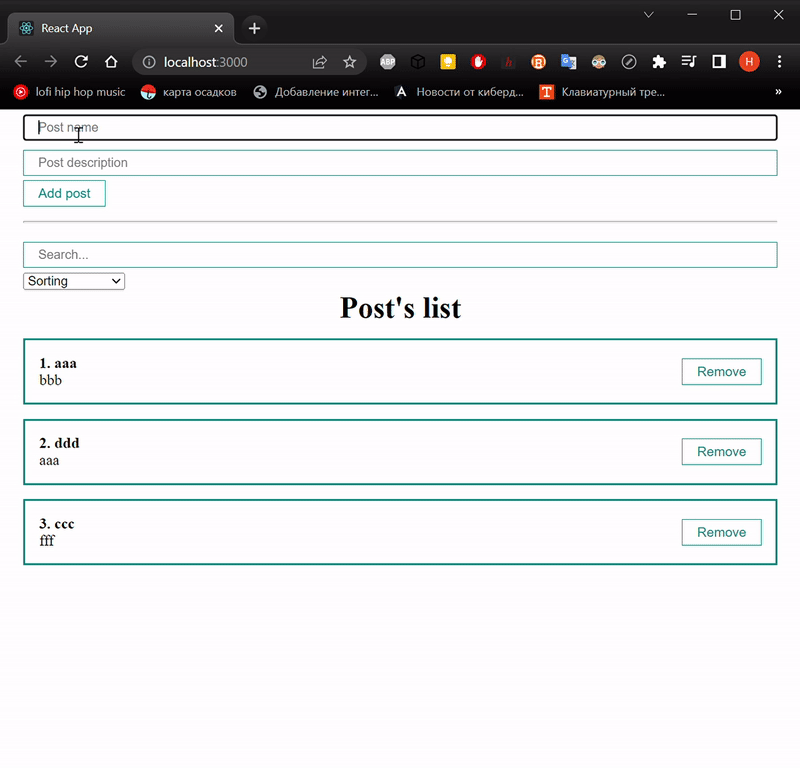 React App
localhost:3000
ABP
h
R
G
H
lofi hip hop music
карта осадков
Добавление интег...
Новости от киберд...
T
Клавиатурный тре...
»
Post name
Post description
Add post
Search...
Sorting
Post's list
1. aaa
bbb
Remove
2. ddd
aaa
Remove
3. ccc
fff
Remove